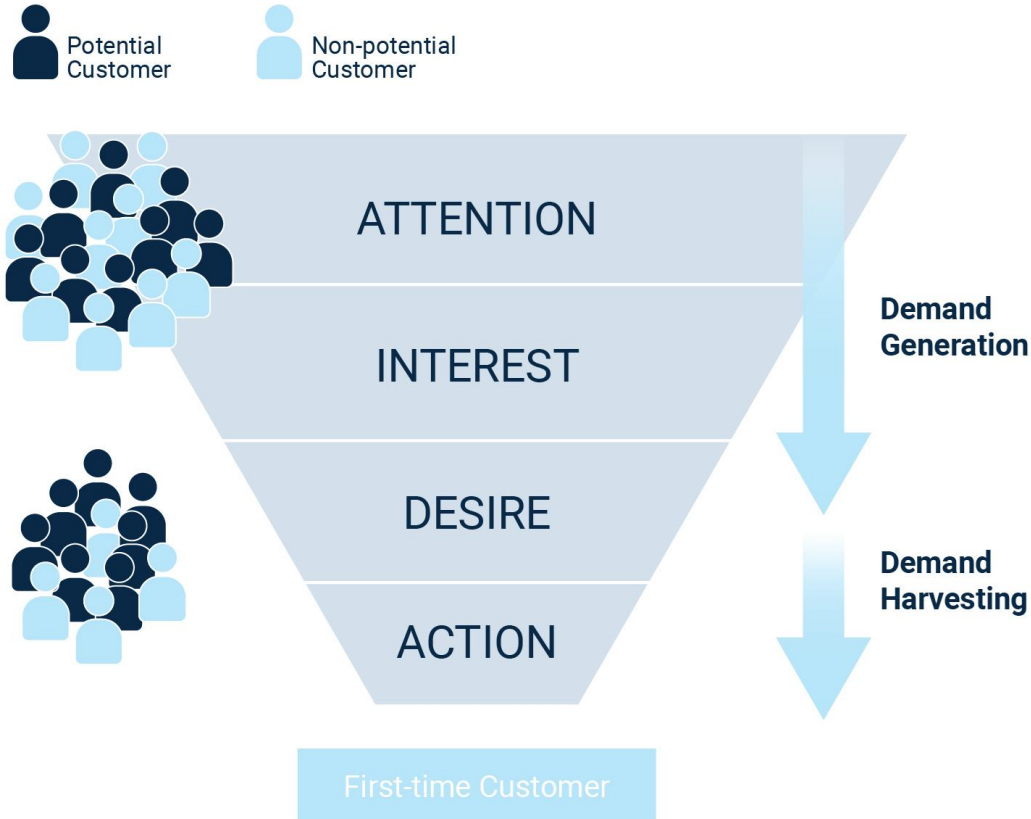 Potential
Customer
Non-potential
Customer
ATTENTION
INTEREST
DESIRE
ACTION
Demand
Generation
Demand
Harvesting
First-time Customer